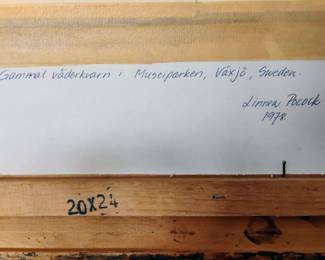 Gammal väderkvarn i Museiparken, Växjö, Sweden.
Linnea Pocock
1978.
20X24